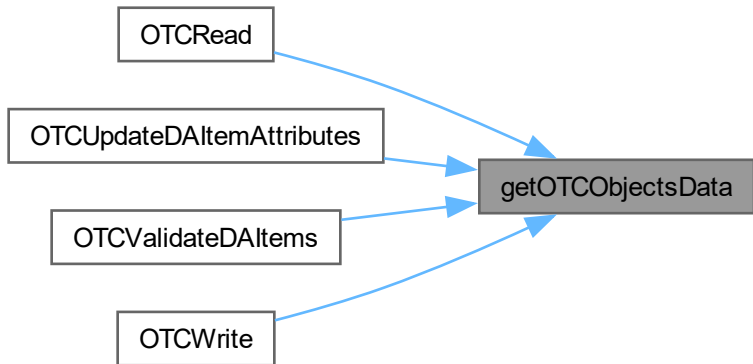 OTCRead
OTCUpdateDAItemAttributes
getOTCObjectsData
OTCValidateDAItems
OTCWrite